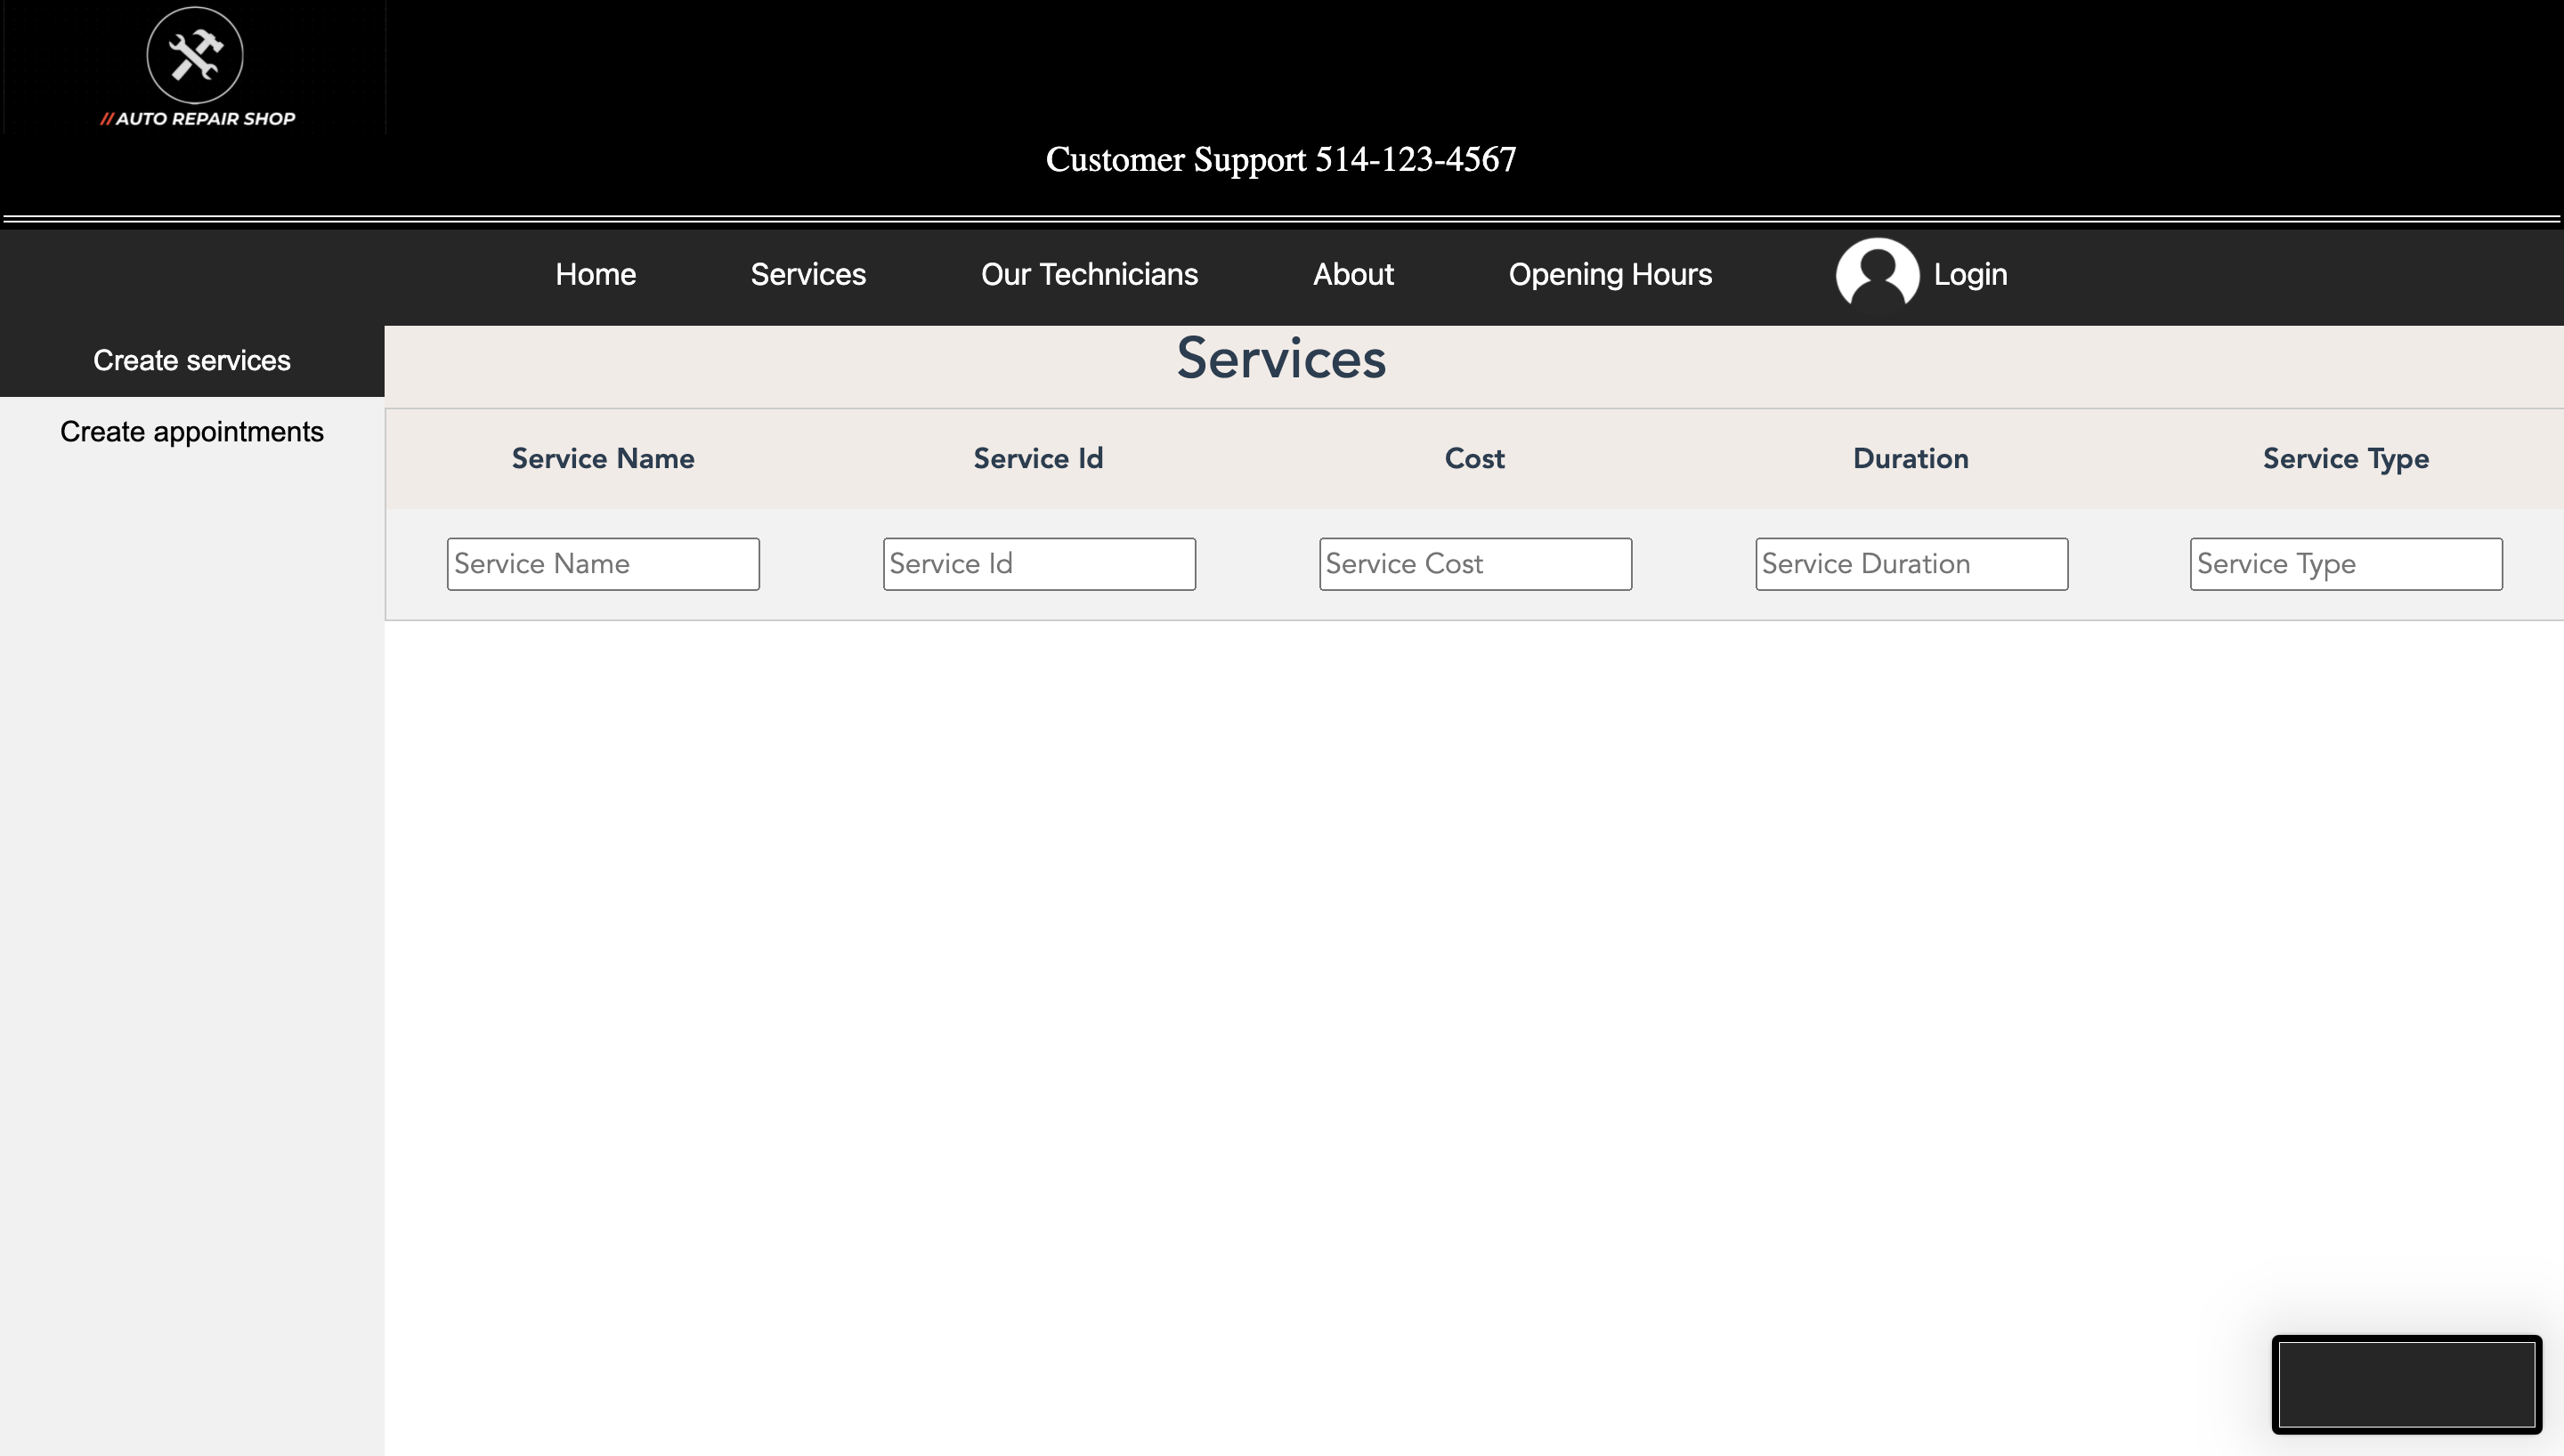 // AUTO REPAIR SHOP
Customer Support 514-123-4567
Home Services Our Technicians About Opening Hours Login
Create services
Create appointments
Services
Service Name Service Id Cost Duration Service Type
Service Name Service Id Service Cost Service Duration Service Type